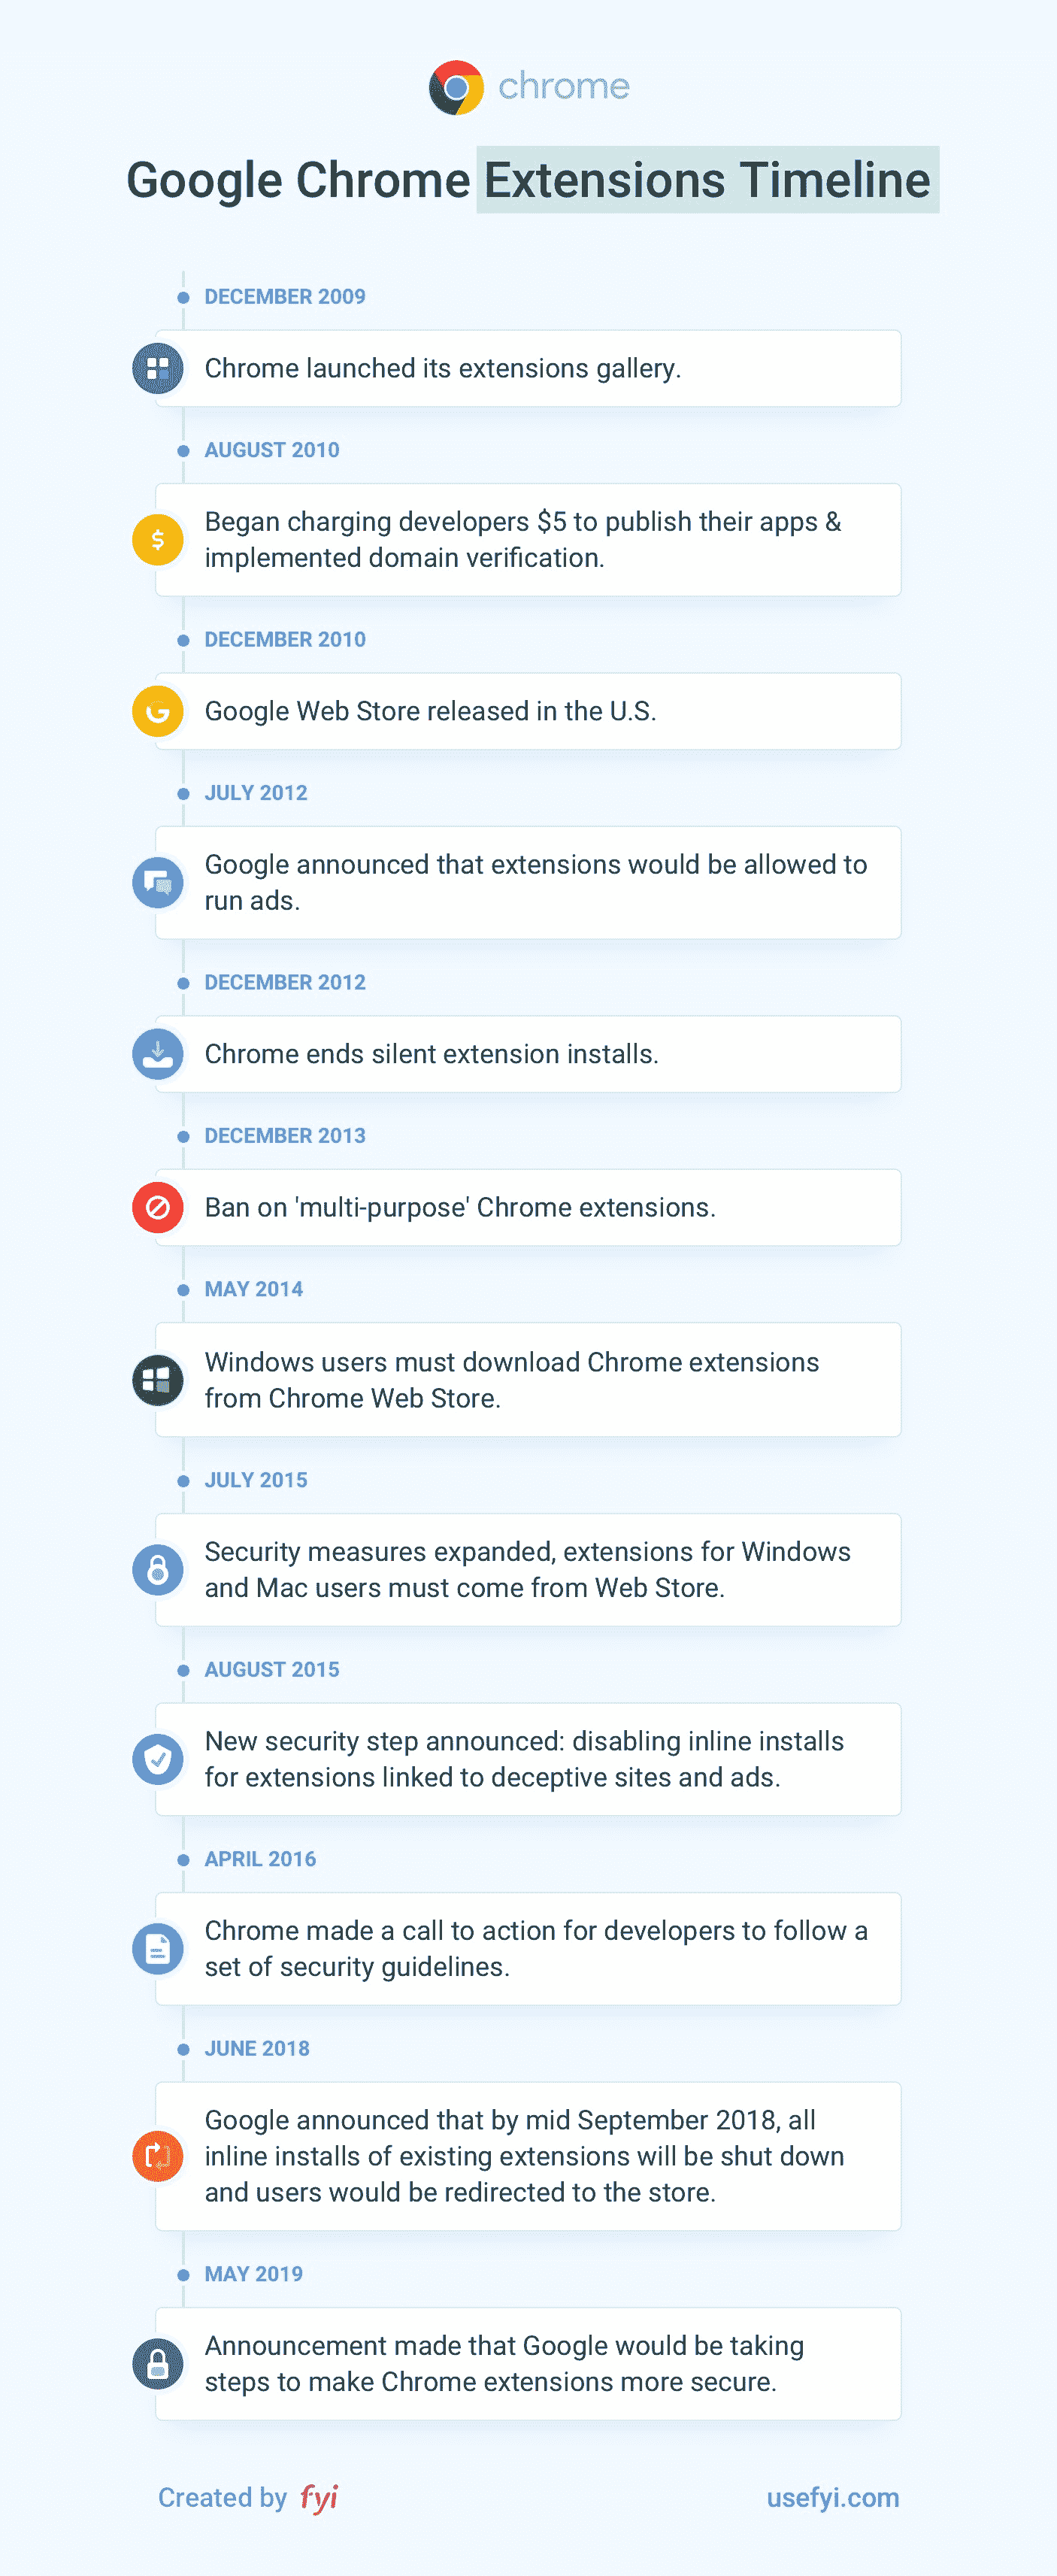 chrome
Google Chrome Extensions Timeline
DECEMBER 2009
Chrome launched its extensions gallery.
AUGUST 2010
$
Began charging developers $5 to publish their apps &
implemented domain verification.
DECEMBER 2010
G
Google Web Store released in the U.S.
JULY 2012
Google announced that extensions would be allowed to
run ads.
DECEMBER 2012
Chrome ends silent extension installs.
DECEMBER 2013
Ban on 'multi-purpose' Chrome extensions.
MAY 2014
Windows users must download Chrome extensions
from Chrome Web Store.
JULY 2015
Security measures expanded, extensions for Windows
and Mac users must come from Web Store.
AUGUST 2015
New security step announced: disabling inline installs
for extensions linked to deceptive sites and ads.
APRIL 2016
Chrome made a call to action for developers to follow a
set of security guidelines.
JUNE 2018
Google announced that by mid September 2018, all
inline installs of existing extensions will be shut down
and users would be redirected to the store.
MAY 2019
Announcement made that Google would be taking
steps to make Chrome extensions more secure.
Created by fyi
usefyi.com